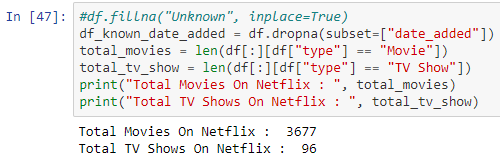 In [47]: #df.fillna("Unknown", inplace=True)
df_known_date_added = df.dropna(subset=["date_added"])
total_movies = len(df[:][df["type"] == "Movie"])
total_tv_show = len(df[:][df["type"] == "TV Show"])
print("Total Movies On Netflix : ", total_movies)
print("Total TV Shows On Netflix : ", total_tv_show)
Total Movies On Netflix :  3677
Total TV Shows On Netflix :  96